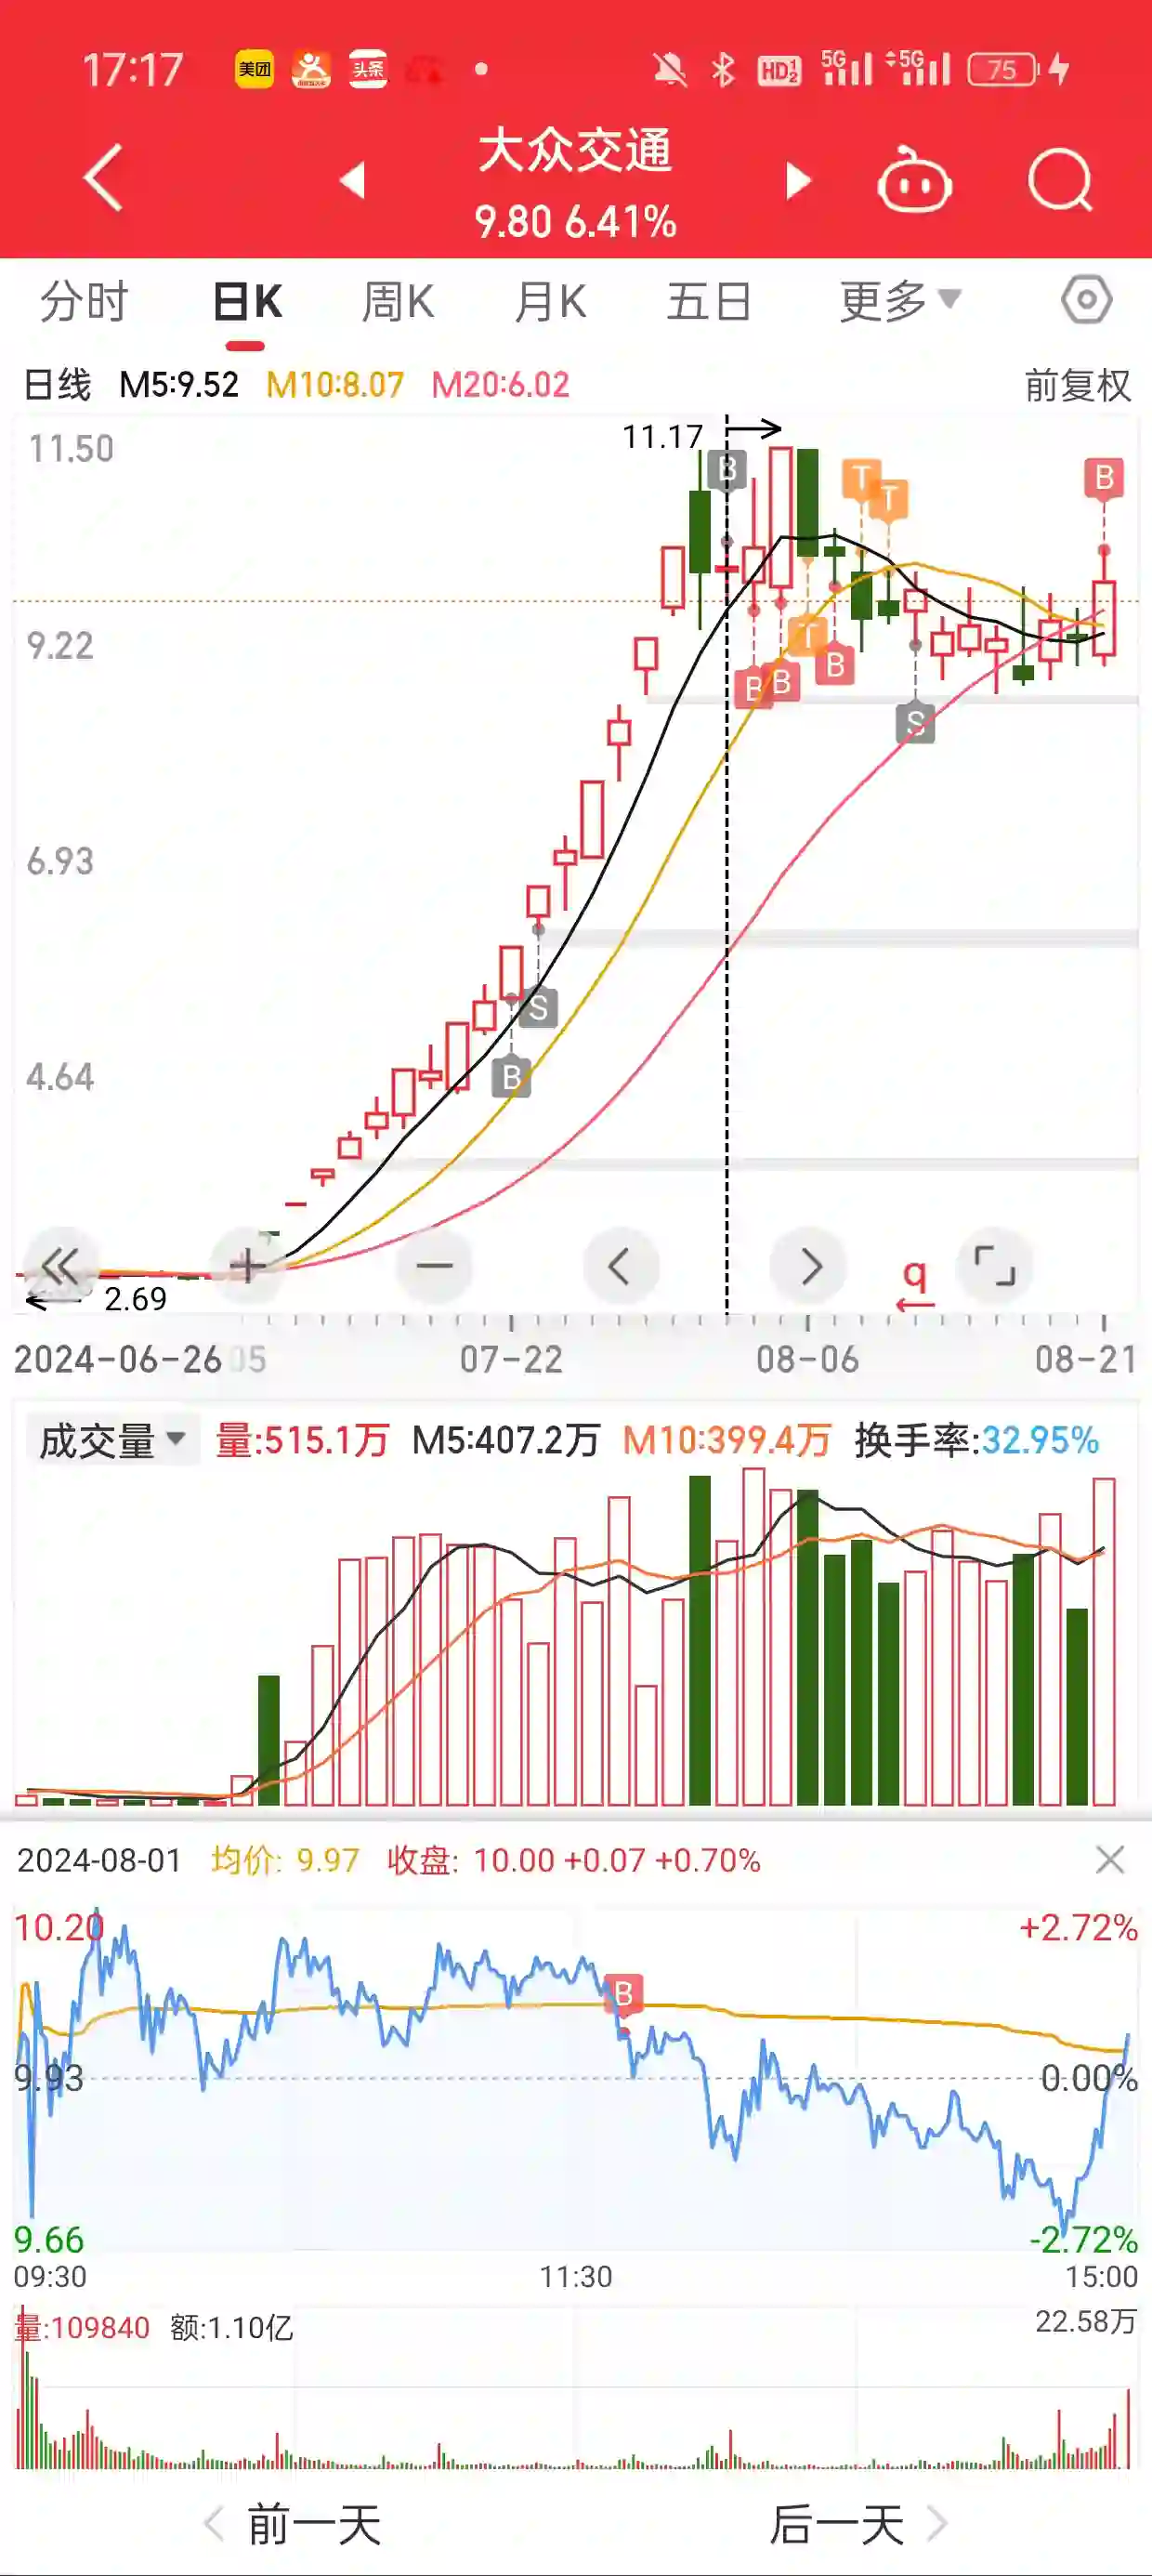 17:17 美团 头条 HD 1 2 5G 5G 75
大众交通
9.80 6.41%
分时 日K 周K 月K 五日 更多
日线 M5:9.52 M10:8.07 M20:6.02 前复权
11.50
11.17
B
T
T
B
9.22
T
B
B
B
S
6.93
S
B
4.64
q
2.69
2024-06-26 05 07-22 08-06 08-21
成交量 量:515.1万 M5:407.2万 M10:399.4万 换手率:32.95%
2024-08-01 均价: 9.97 收盘: 10.00 +0.07 +0.70%
10.20 +2.72%
B
9.93 0.00%
9.66 -2.72%
09:30 11:30 15:00
量:109840 额:1.10亿 22.58万
前一天 后一天